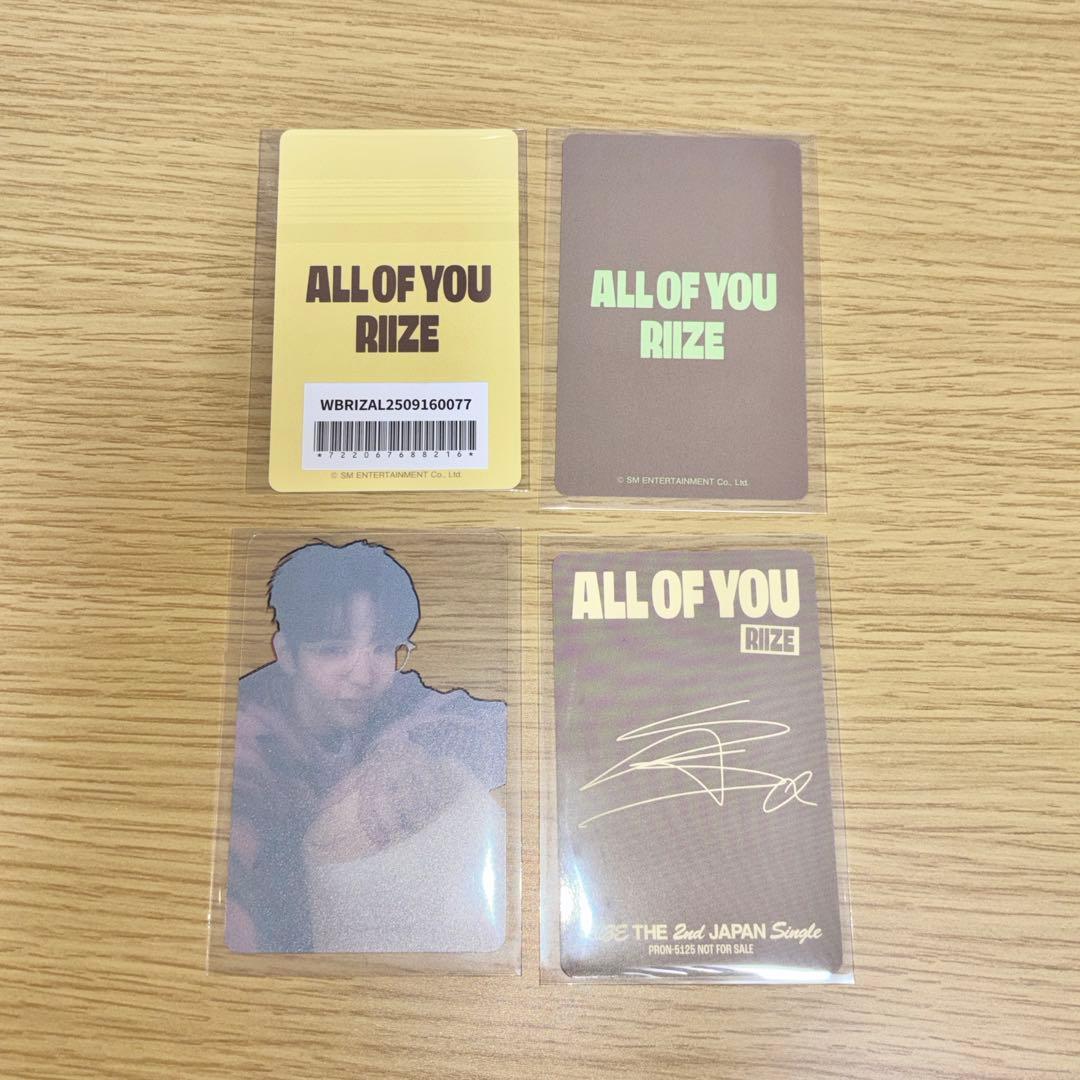 ALL OF YOU
RIIZE
WBRIZAL2509160077
*722067688216*
© SM ENTERTAINMENT Co., Ltd.
ALL OF YOU
RIIZE
© SM ENTERTAINMENT Co., Ltd.
ALL OF YOU
RIIZE
THE 2nd JAPAN Single
PRON-5125 NOT FOR SALE